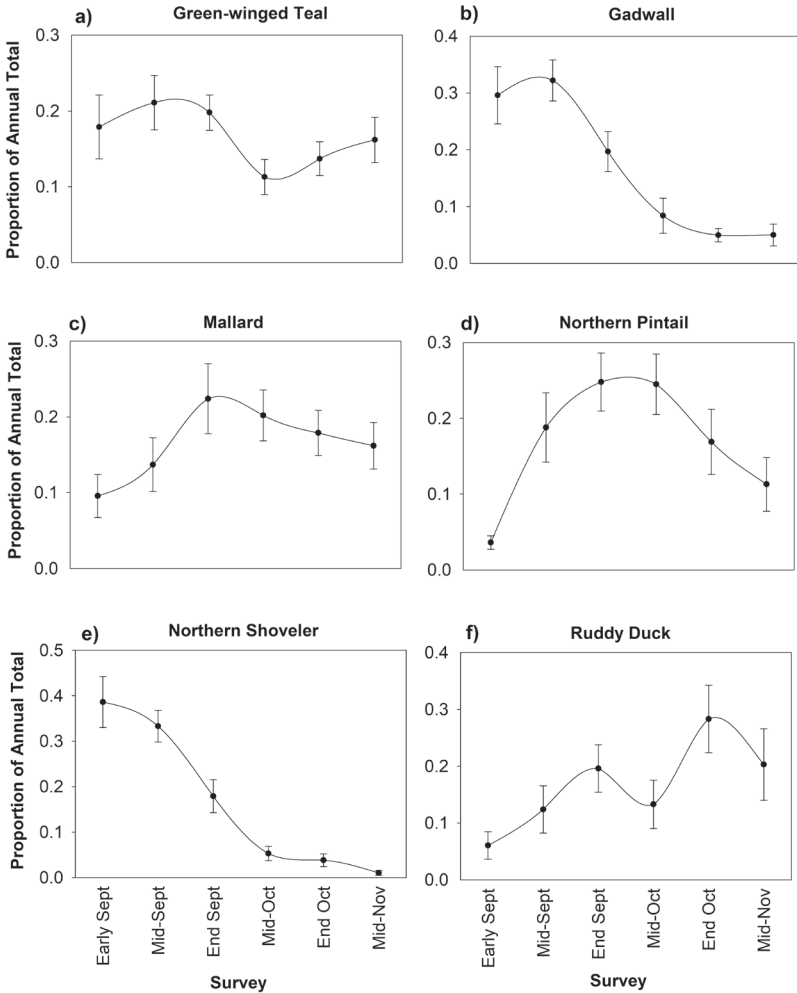 a)
Green-winged Teal
Proportion of Annual Total
0.3
0.2
0.1
0.0
b)
Gadwall
0.4
0.3
0.2
0.1
0.0
c)
Mallard
Proportion of Annual Total
0.3
0.2
0.1
0.0
d)
Northern Pintail
0.3
0.2
0.1
0.0
e)
Northern Shoveler
Proportion of Annual Total
0.5
0.4
0.3
0.2
0.1
0.0
Early Sept
Mid-Sept
End Sept
Mid-Oct
End Oct
Mid-Nov
Survey
f)
Ruddy Duck
0.4
0.3
0.2
0.1
0.0
Early Sept
Mid-Sept
End Sept
Mid-Oct
End Oct
Mid-Nov
Survey